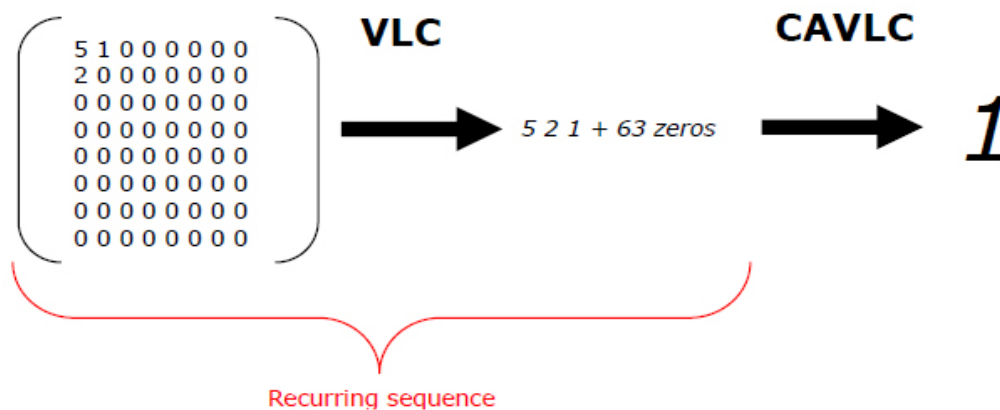 VLC
CAVLC
5 1 0 0 0 0 0 0
2 0 0 0 0 0 0 0
0 0 0 0 0 0 0 0
0 0 0 0 0 0 0 0
0 0 0 0 0 0 0 0
0 0 0 0 0 0 0 0
0 0 0 0 0 0 0 0
0 0 0 0 0 0 0 0
5 2 1 + 63 zeros
1
Recurring sequence